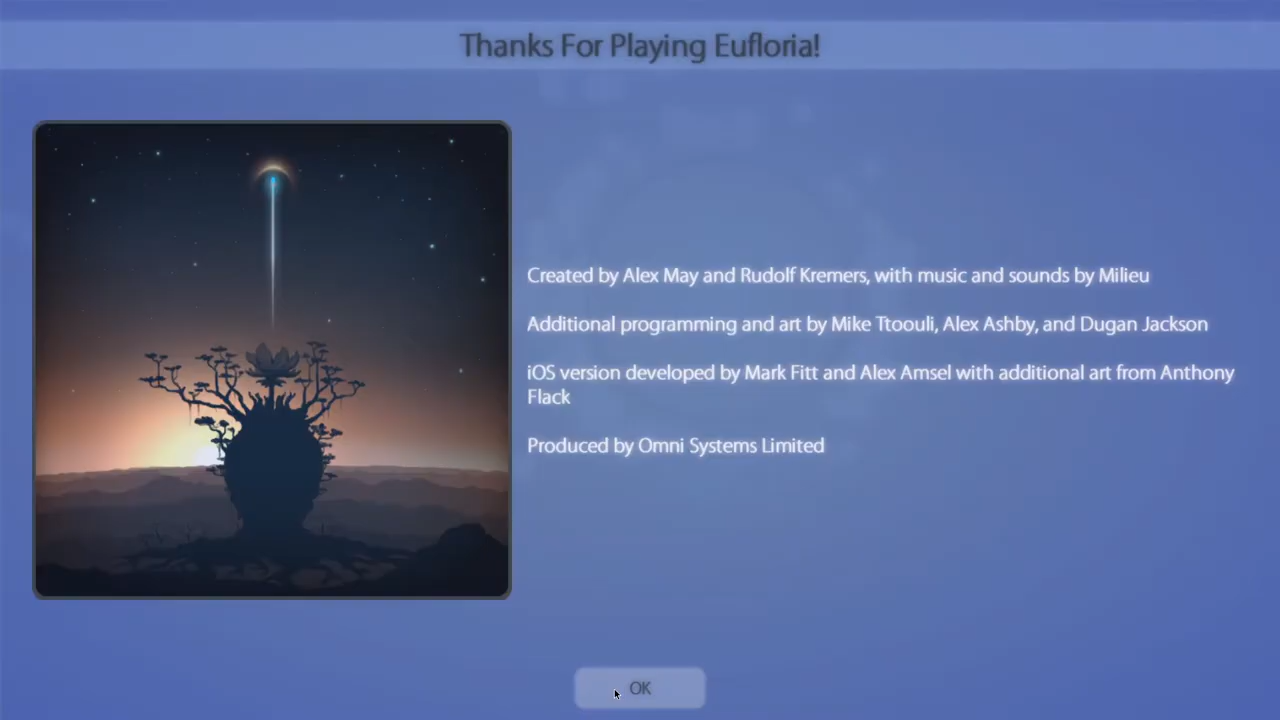 Thanks For Playing Eufloria!
Created by Alex May and Rudolf Kremers, with music and sounds by Milieu
Additional programming and art by Mike Ttoouli, Alex Ashby, and Dugan Jackson
iOS version developed by Mark Fitt and Alex Amsel with additional art from Anthony
Flack
Produced by Omni Systems Limited
OK